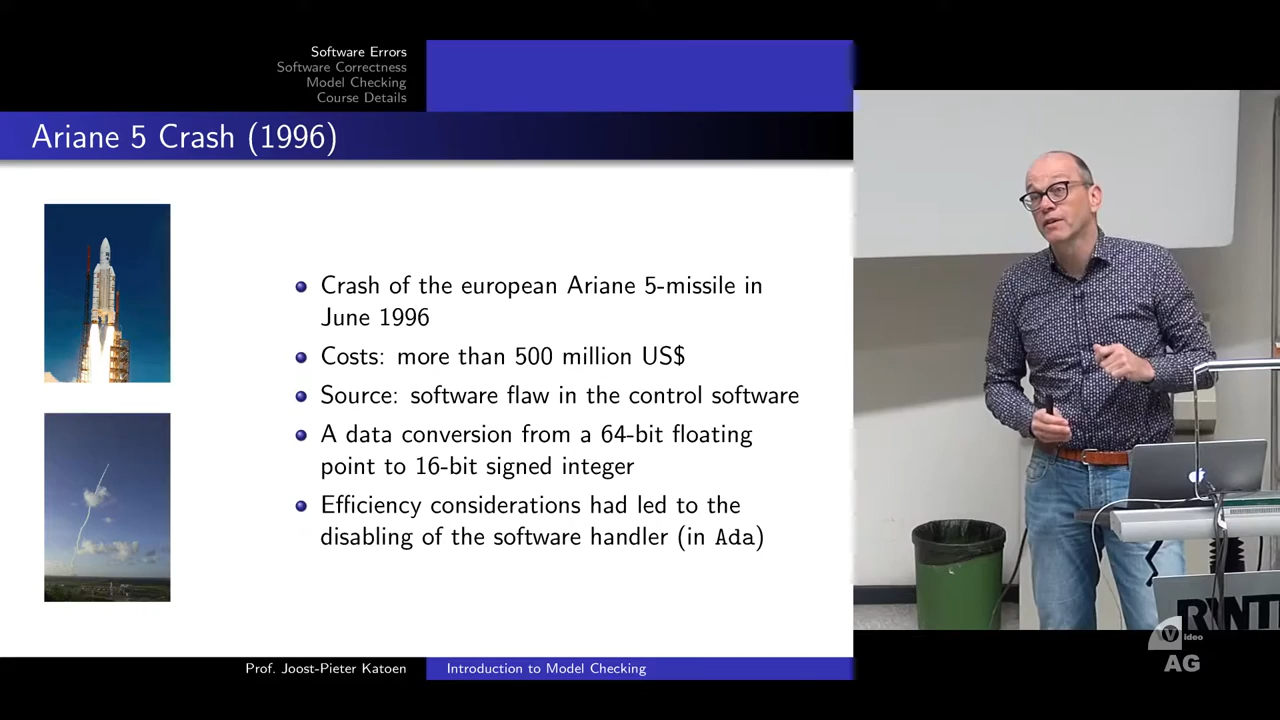 Software Errors
Software Correctness
Model Checking
Course Details
Ariane 5 Crash (1996)
Crash of the european Ariane 5-missile in
June 1996
Costs: more than 500 million US$
Source: software flaw in the control software
A data conversion from a 64-bit floating
point to 16-bit signed integer
Efficiency considerations had led to the
disabling of the software handler (in Ada)
Prof. Joost-Pieter Katoen
Introduction to Model Checking
Video
AG